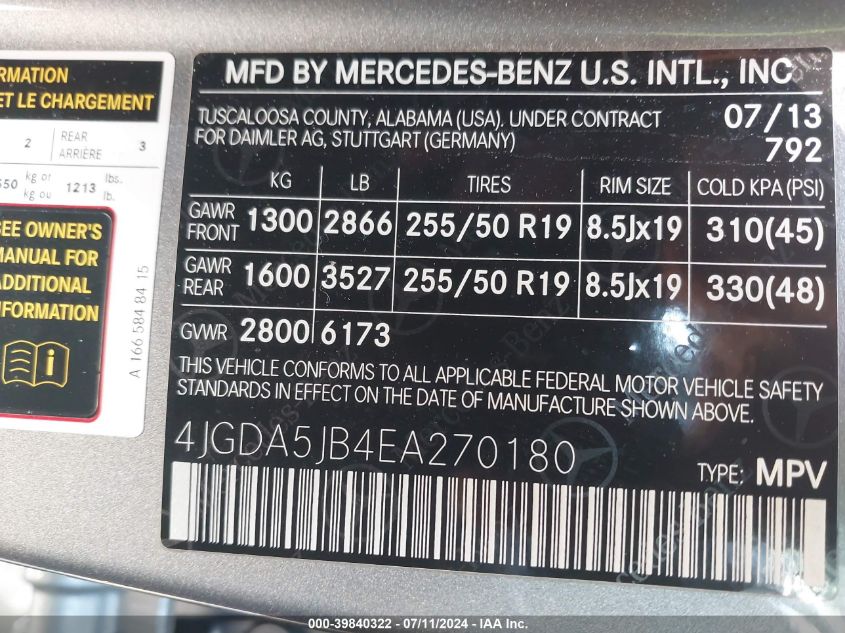 RMATION
ET LE CHARGEMENT
2 REAR ARRIÈRE 3
550 kg or kg ou 1213 lbs. lb.
SEE OWNER'S
MANUAL FOR
ADDITIONAL
INFORMATION
A 166 584 84 15
MFD BY MERCEDES-BENZ U.S. INTL., INC
TUSCALOOSA COUNTY, ALABAMA (USA). UNDER CONTRACT
FOR DAIMLER AG, STUTTGART (GERMANY)
07/13
792
KG LB TIRES RIM SIZE COLD KPA (PSI)
GAWR FRONT 1300 2866 255/50 R19 8.5Jx19 310(45)
GAWR REAR 1600 3527 255/50 R19 8.5Jx19 330(48)
GVWR 2800 6173
THIS VEHICLE CONFORMS TO ALL APPLICABLE FEDERAL MOTOR VEHICLE SAFETY
STANDARDS IN EFFECT ON THE DATE OF MANUFACTURE SHOWN ABOVE.
4JGDA5JB4EA270180
TYPE: MPV
000-39840322 - 07/11/2024 - IAA Inc.